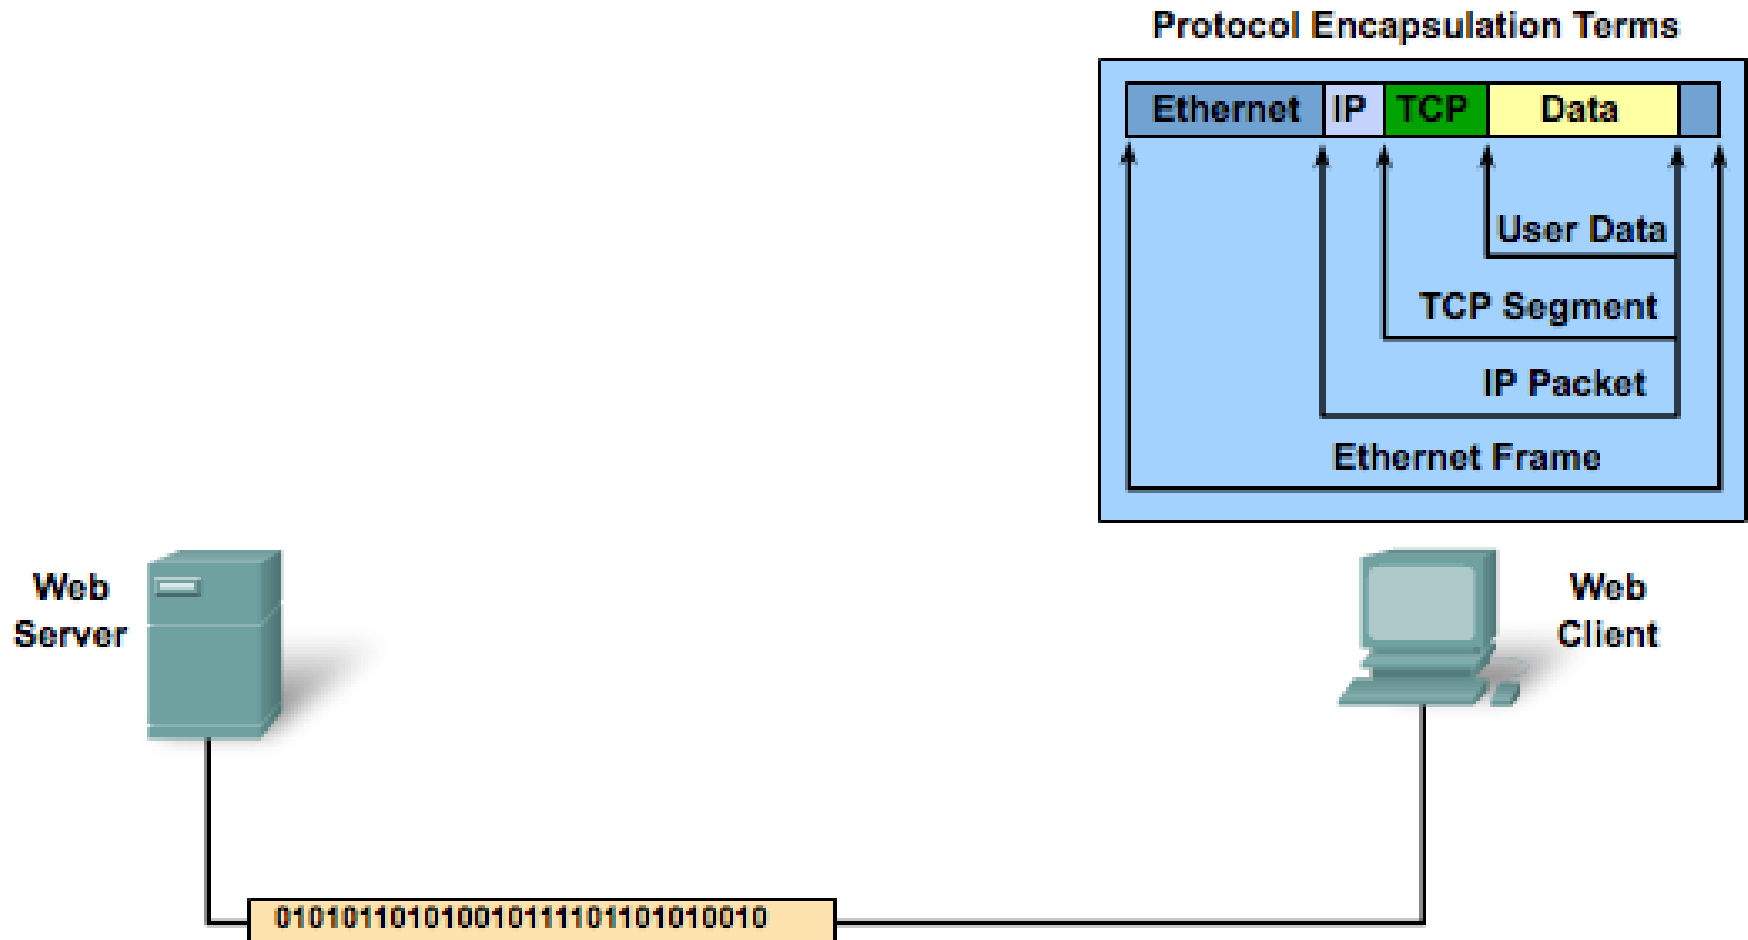 Protocol Encapsulation Terms
Ethernet IP TCP Data
User Data
TCP Segment
IP Packet
Ethernet Frame
Web
Server
Web
Client
0101011010100101111101101010010